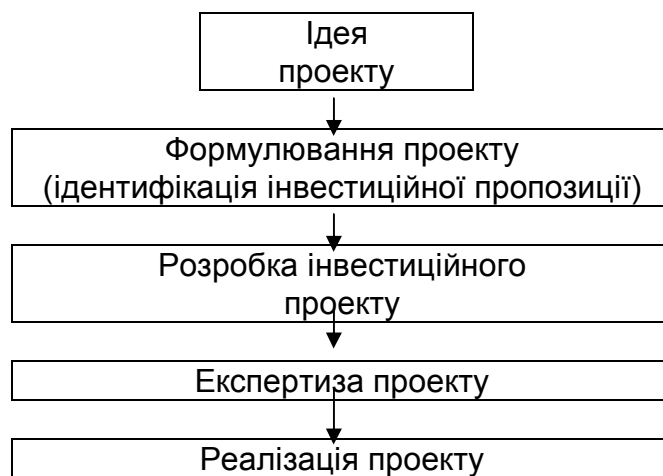 Ідея
проекту
Формулювання проекту
(ідентифікація інвестиційної пропозиції)
Розробка інвестиційного
проекту
Експертиза проекту
Реалізація проекту